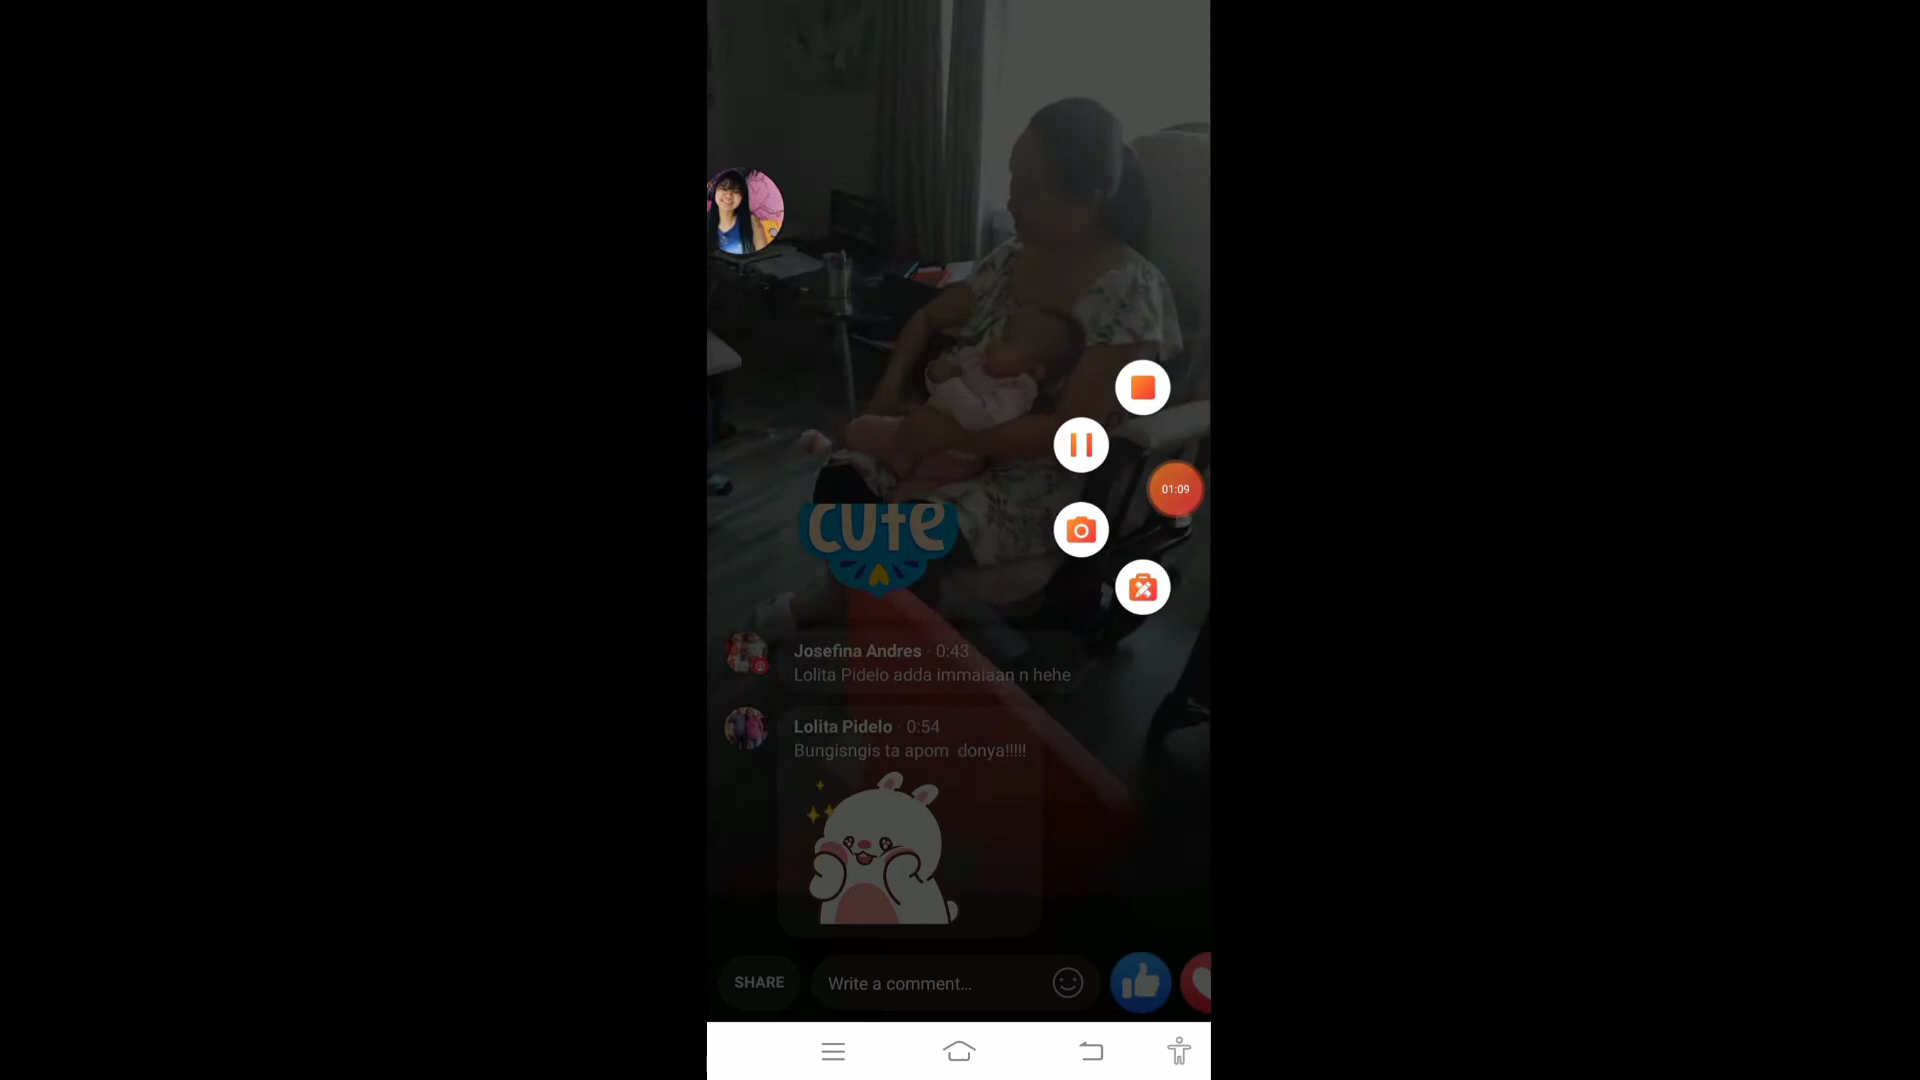 01:09
cute
Josefina Andres · 0:43
Lolita Pidelo adda immalaan n hehe
Lolita Pidelo · 0:54
Bungisngis ta apom donya!!!!!
SHARE
Write a comment...